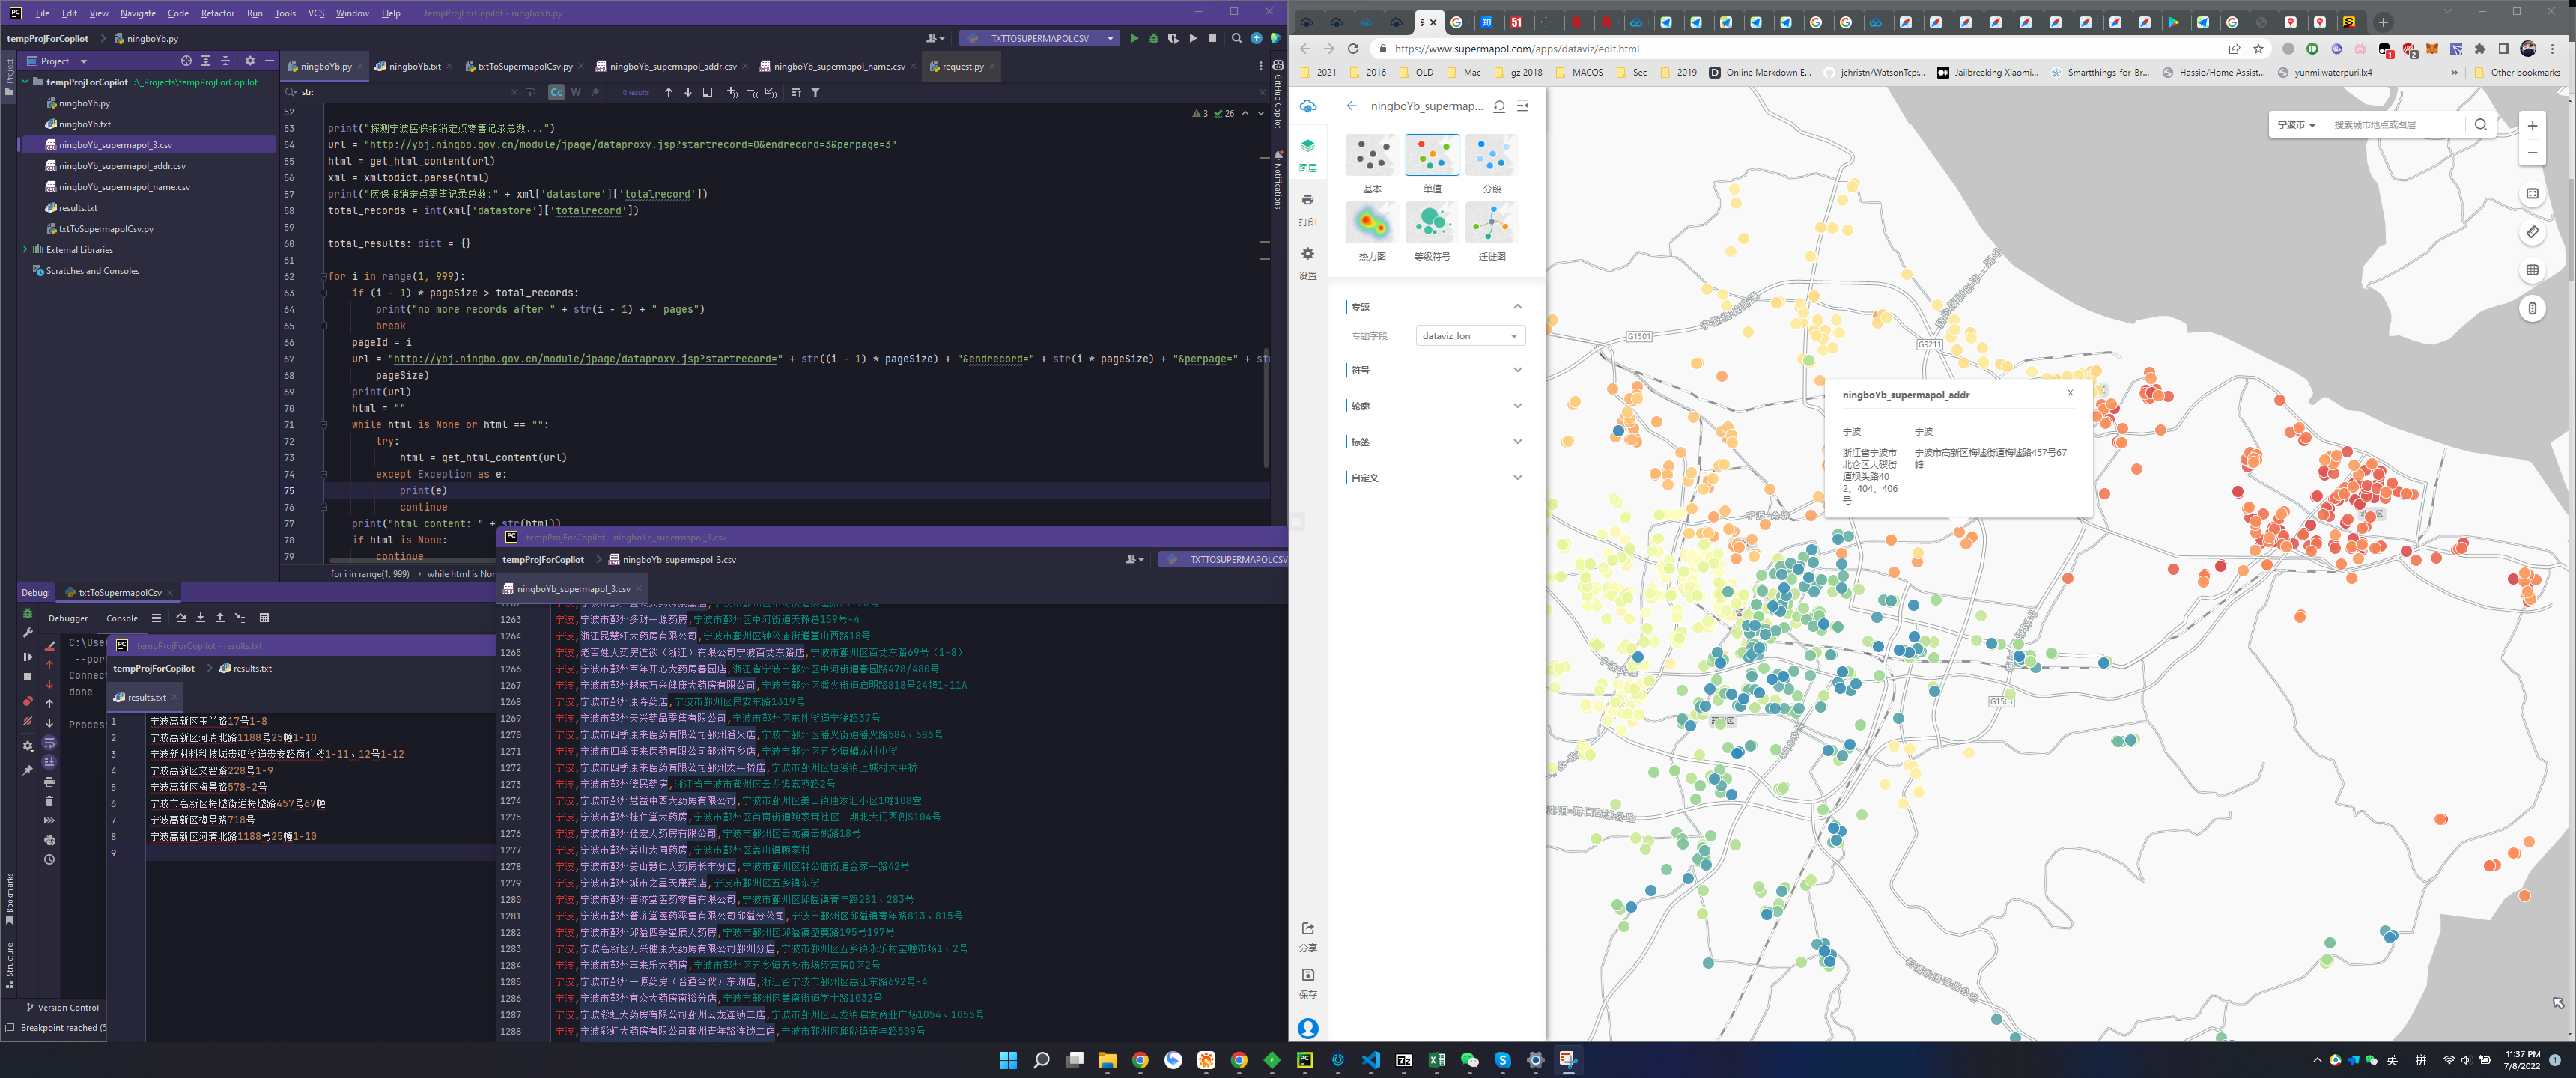 File Edit View Navigate Code Refactor Run Tools VCS Window Help tempProjForCopilot - ningboYb.py
tempProjForCopilot ningboYb.py
TXTTOSUPERMAPOLCSV
Project
tempProjForCopilot I:\_Projects\tempProjForCopilot
ningboYb.py
ningboYb.txt
ningboYb_supermapol_3.csv
ningboYb_supermapol_addr.csv
ningboYb_supermapol_name.csv
results.txt
txtToSupermapolCsv.py
External Libraries
Scratches and Consoles
ningboYb.py ningboYb.txt txtToSupermapolCsv.py ningboYb_supermapol_addr.csv ningboYb_supermapol_name.csv request.py
str: Cc W .* 0 results
3 26
52
53 print("探测宁波医保报销定点零售记录总数...")
54 url = "http://ybj.ningbo.gov.cn/module/jpage/dataproxy.jsp?startrecord=0&endrecord=3&perpage=3"
55 html = get_html_content(url)
56 xml = xmltodict.parse(html)
57 print("医保报销定点零售记录总数:" + xml['datastore']['totalrecord'])
58 total_records = int(xml['datastore']['totalrecord'])
59
60 total_results: dict = {}
61
62 for i in range(1, 999):
63 if (i - 1) * pageSize > total_records:
64 print("no more records after " + str(i - 1) + " pages")
65 break
66 pageId = i
67 url = "http://ybj.ningbo.gov.cn/module/jpage/dataproxy.jsp?startrecord=" + str((i - 1) * pageSize) + "&endrecord=" + str(i * pageSize) + "&perpage=" + st
68 pageSize)
69 print(url)
70 html = ""
71 while html is None or html == "":
72 try:
73 html = get_html_content(url)
74 except Exception as e:
75 print(e)
76 continue
77 print("html content: " + str(html))
78 if html is None:
79 continue
for i in range(1, 999) while html is Non
GitHub Copilot
Notifications
Project
Bookmarks
Structure
Debug: txtToSupermapolCsv
Debugger Console
C:\User
--port
Connect
done
Process
Version Control
Breakpoint reached (5
tempProjForCopilot - results.txt
tempProjForCopilot results.txt
results.txt
1 宁波高新区玉兰路17号1-8
2 宁波高新区河清北路1188号25幢1-10
3 宁波新材料科技城贵驷街道贵安路商住楼1-11、12号1-12
4 宁波高新区文智路228号1-9
5 宁波高新区梅景路578-2号
6 宁波市高新区梅墟街道梅墟路457号67幢
7 宁波高新区梅景路718号
8 宁波高新区河清北路1188号25幢1-10
9
tempProjForCopilot - ningboYb_supermapol_3.csv
tempProjForCopilot ningboYb_supermapol_3.csv
TXTTOSUPERMAPOLCSV
ningboYb_supermapol_3.csv
1263 宁波,宁波市鄞州多财一源药房,宁波市鄞州区中河街道天静巷159号-4
1264 宁波,浙江昆慧轩大药房有限公司,宁波市鄞州区钟公庙街道堇山西路18号
1265 宁波,老百姓大药房连锁（浙江）有限公司宁波百丈东路店,宁波市鄞州区百丈东路69号（1-8）
1266 宁波,宁波市鄞州百年开心大药房春园店,浙江省宁波市鄞州区中河街道春园路478/480号
1267 宁波,宁波市鄞州越东万兴健康大药房有限公司,宁波市鄞州区潘火街道启明路818号24幢1-11A
1268 宁波,宁波市鄞州康寿药店,宁波市鄞州区民安东路1319号
1269 宁波,宁波市鄞州天兴药品零售有限公司,宁波市鄞州区东胜街道宁徐路37号
1270 宁波,宁波市四季康来医药有限公司鄞州潘火店,宁波市鄞州区潘火街道潘火路584、586号
1271 宁波,宁波市四季康来医药有限公司鄞州五乡店,宁波市鄞州区五乡镇蟠龙村中街
1272 宁波,宁波市四季康来医药有限公司鄞州太平桥店,宁波市鄞州区塘溪镇上城村太平桥
1273 宁波,宁波市鄞州德民药房,浙江省宁波市鄞州区云龙镇嘉苑路2号
1274 宁波,宁波市鄞州慧益中西大药房有限公司,宁波市鄞州区姜山镇唐家汇小区1幢108室
1275 宁波,宁波市鄞州桂仁堂大药房,宁波市鄞州区首南街道鲍家耷社区二期北大门西侧S104号
1276 宁波,宁波市鄞州佳宏大药房有限公司,宁波市鄞州区云龙镇云帆路18号
1277 宁波,宁波市鄞州姜山大同药房,宁波市鄞州区姜山镇顾家村
1278 宁波,宁波市鄞州姜山慧仁大药房长丰分店,宁波市鄞州区钟公庙街道金家一路42号
1279 宁波,宁波市鄞州城市之星天康药店,宁波市鄞州区五乡镇东街
1280 宁波,宁波市鄞州普济堂医药零售有限公司,宁波市鄞州区邱隘镇青年路281、283号
1281 宁波,宁波市鄞州普济堂医药零售有限公司邱隘分公司,宁波市鄞州区邱隘镇青年路813、815号
1282 宁波,宁波市鄞州邱隘四季星辰大药房,宁波市鄞州区邱隘镇盛莫路195号197号
1283 宁波,宁波高新区万兴健康大药房有限公司鄞州分店,宁波市鄞州区五乡镇永乐村宝幢市场1、2号
1284 宁波,宁波市鄞州喜来乐大药房,宁波市鄞州区五乡镇五乡市场经营房D区2号
1285 宁波,宁波市鄞州一源药房（普通合伙）东湖店,浙江省宁波市鄞州区嵩江东路692号-4
1286 宁波,宁波市鄞州宜众大药房南裕分店,宁波市鄞州区首南街道学士路1032号
1287 宁波,宁波彩虹大药房有限公司鄞州云龙连锁二店,宁波市鄞州区云龙镇启发商业广场1054、1055号
1288 宁波,宁波彩虹大药房有限公司鄞州青年路连锁二店,宁波市鄞州区邱隘镇青年路509号
https://www.supermapol.com/apps/dataviz/edit.html
2021 2016 OLD Mac gz 2018 MACOS Sec 2019 Online Markdown E... jchristn/WatsonTcp:... Jailbreaking Xiaomi... Smartthings-for-Br... Hassio/Home Assist... yunmi.waterpuri.lx4 » Other bookmarks
ningboYb_supermap...
图层
打印
设置
分享
保存
基本 单值 分段
热力图 等级符号 迁徙图
专题
专题字段 dataviz_lon
符号
轮廓
标签
自定义
宁波市 搜索城市地点或图层
ningboYb_supermapol_addr
宁波 宁波
浙江省宁波市北仑区大碶街道坝头路402、404、406号
宁波市高新区梅墟街道梅墟路457号67幢
G1501
G9211
G1501
英 拼
11:37 PM
7/8/2022